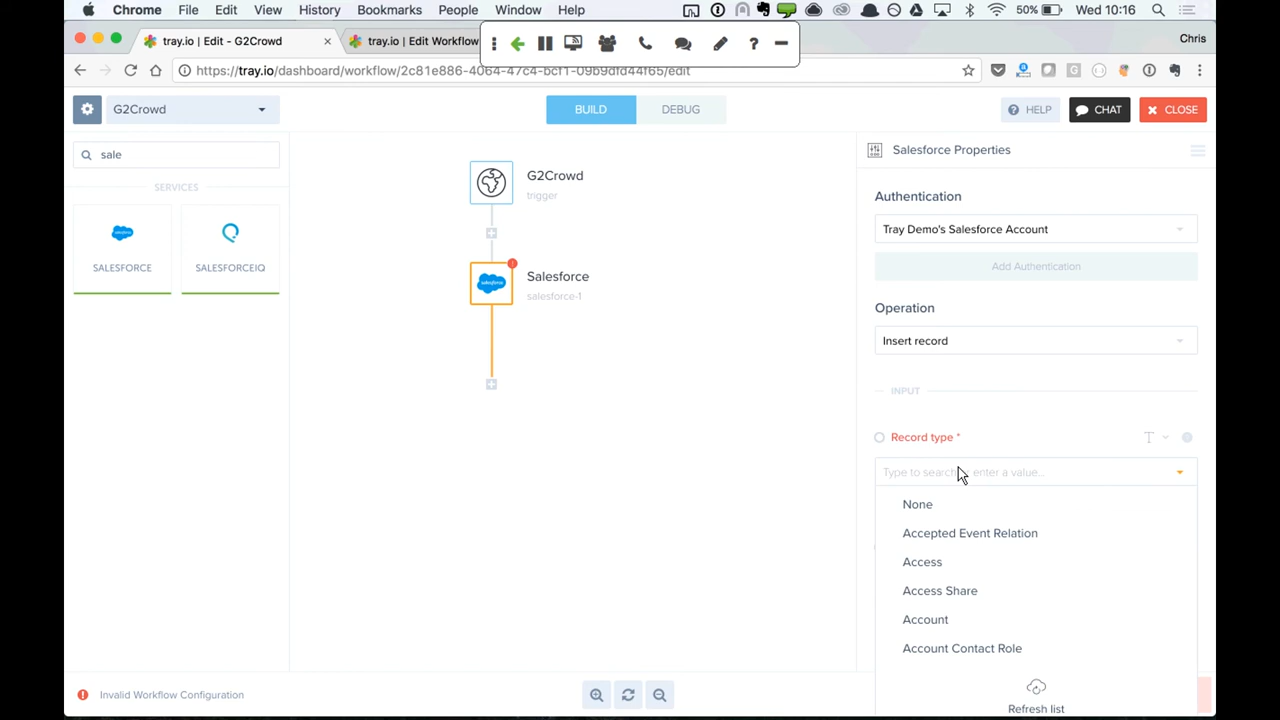 Chrome File Edit View History Bookmarks People Window Help 50% Wed 10:16
tray.io | Edit - G2Crowd × tray.io | Edit Workflow Chris
https://tray.io/dashboard/workflow/2c81e886-4064-47c4-bcf1-09b9dfd44f65/edit
G2Crowd BUILD DEBUG HELP CHAT CLOSE
sale
SERVICES
SALESFORCE SALESFORCEIQ
G2Crowd
trigger
Salesforce
salesforce-1
Salesforce Properties
Authentication
Tray Demo's Salesforce Account
Add Authentication
Operation
Insert record
INPUT
Record type *
Type to search enter a value...
None
Accepted Event Relation
Access
Access Share
Account
Account Contact Role
Refresh list
Invalid Workflow Configuration